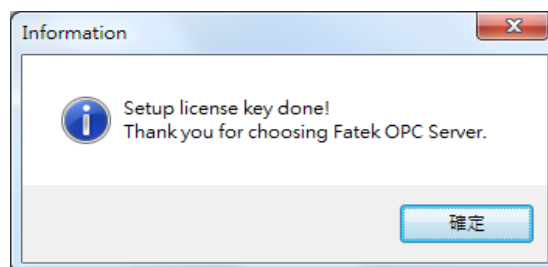 Information
Setup license key done!
Thank you for choosing Fatek OPC Server.
確定